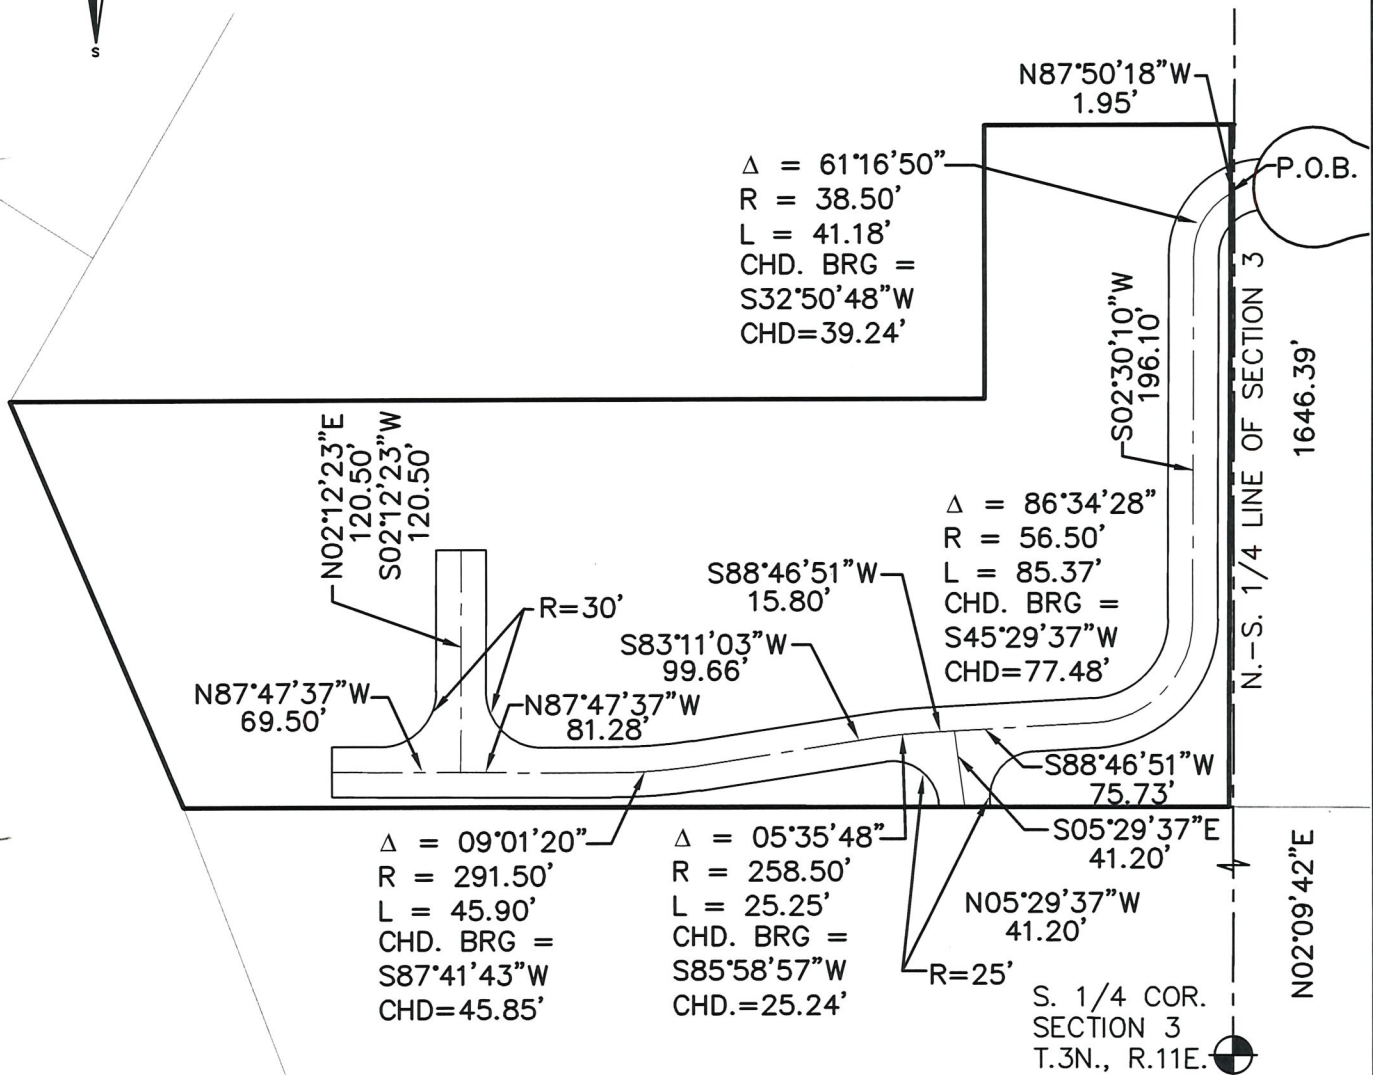 S
N87°50'18"W
1.95'
Δ = 61°16'50"
R = 38.50'
L = 41.18'
CHD. BRG =
S32°50'48"W
CHD=39.24'
P.O.B.
S02°30'10"W
196.10'
N.-S. 1/4 LINE OF SECTION 3
1646.39'
N02°12'23"E
120.50'
S02°12'23"W
120.50'
Δ = 86°34'28"
R = 56.50'
L = 85.37'
CHD. BRG =
S45°29'37"W
CHD=77.48'
S88°46'51"W
15.80'
R=30'
S83°11'03"W
99.66'
N87°47'37"W
69.50'
N87°47'37"W
81.28'
S88°46'51"W
75.73'
S05°29'37"E
41.20'
Δ = 09°01'20"
R = 291.50'
L = 45.90'
CHD. BRG =
S87°41'43"W
CHD=45.85'
Δ = 05°35'48"
R = 258.50'
L = 25.25'
CHD. BRG =
S85°58'57"W
CHD.=25.24'
N05°29'37"W
41.20'
R=25'
N02°09'42"E
S. 1/4 COR.
SECTION 3
T.3N., R.11E.